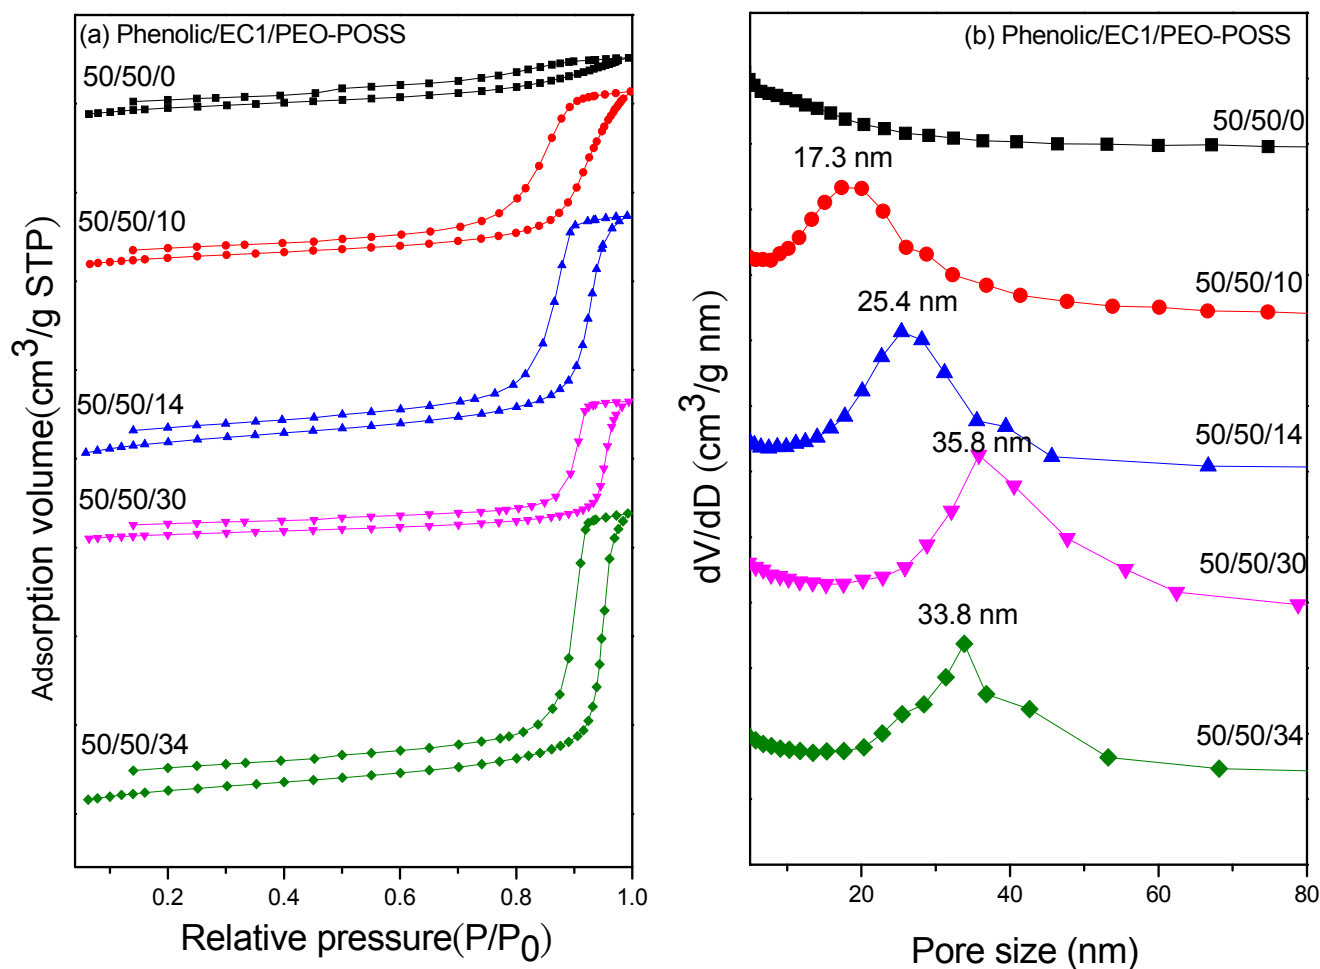 (a) Phenolic/EC1/PEO-POSS
50/50/0
50/50/10
50/50/14
50/50/30
50/50/34
Adsorption volume(cm³/g STP)
0.2 0.4 0.6 0.8 1.0
Relative pressure(P/P₀)
(b) Phenolic/EC1/PEO-POSS
50/50/0
17.3 nm
50/50/10
25.4 nm
50/50/14
35.8 nm
50/50/30
33.8 nm
50/50/34
dV/dD (cm³/g nm)
20 40 60 80
Pore size (nm)